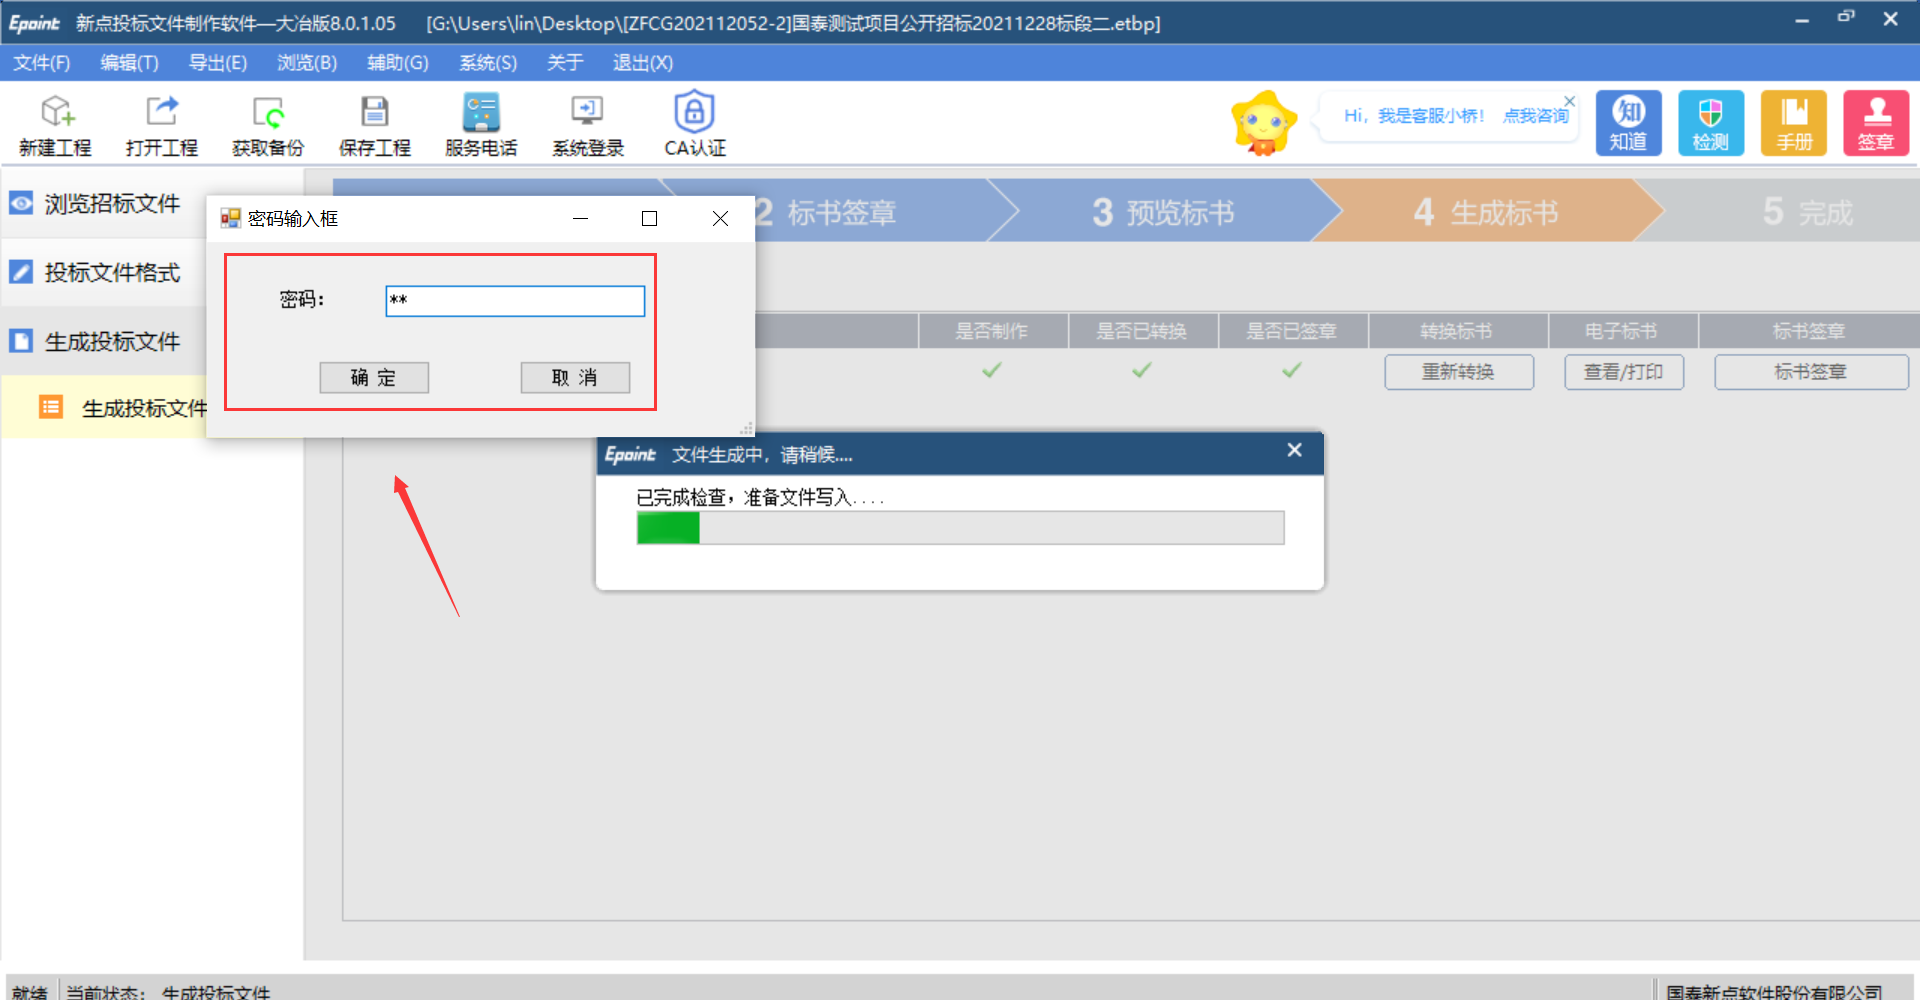 Epoint 新点投标文件制作软件—大冶版8.0.1.05 [G:\Users\lin\Desktop\[ZFCG202112052-2]国泰测试项目公开招标20211228标段二.etbp]
文件(F) 编辑(T) 导出(E) 浏览(B) 辅助(G) 系统(S) 关于 退出(X)
新建工程 打开工程 获取备份 保存工程 服务电话 系统登录 CA认证
Hi，我是客服小桥！ 点我咨询
知
知道 检测 手册 签章
浏览招标文件
投标文件格式
生成投标文件
生成投标文件
2 标书签章 3 预览标书 4 生成标书 5 完成
密码输入框
密码：
**
确 定 取 消
是否制作 是否已转换 是否已签章 转换标书 电子标书 标书签章
重新转换 查看/打印 标书签章
Epoint 文件生成中，请稍候....
已完成检查，准备文件写入....
就绪 当前状态： 生成投标文件 国泰新点软件股份有限公司